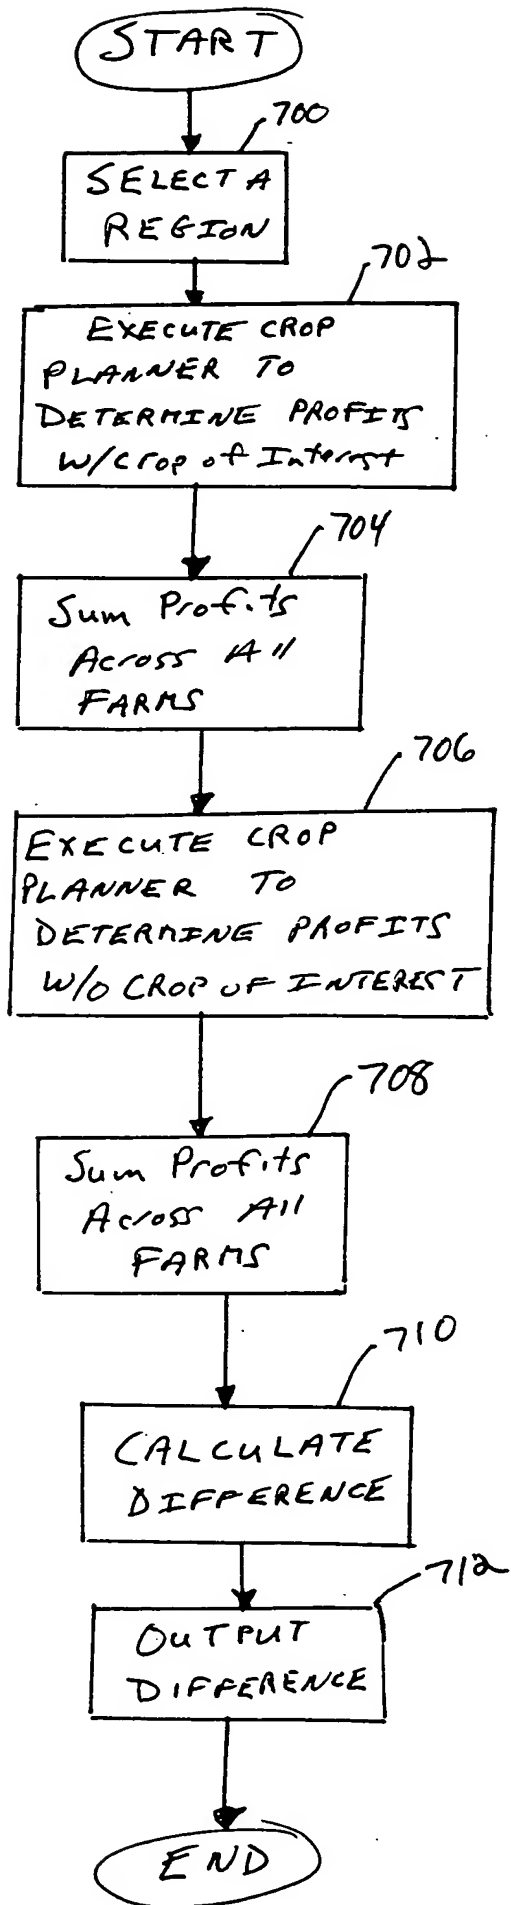 START
700
SELECT A
REGION
702
EXECUTE CROP
PLANNER TO
DETERMINE PROFITS
W/Crop of Interest
704
Sum Profits
Across All
FARMS
706
EXECUTE CROP
PLANNER TO
DETERMINE PROFITS
W/O CROP OF INTEREST
708
Sum Profits
Across All
FARMS
710
CALCULATE
DIFFERENCE
712
OUTPUT
DIFFERENCE
END